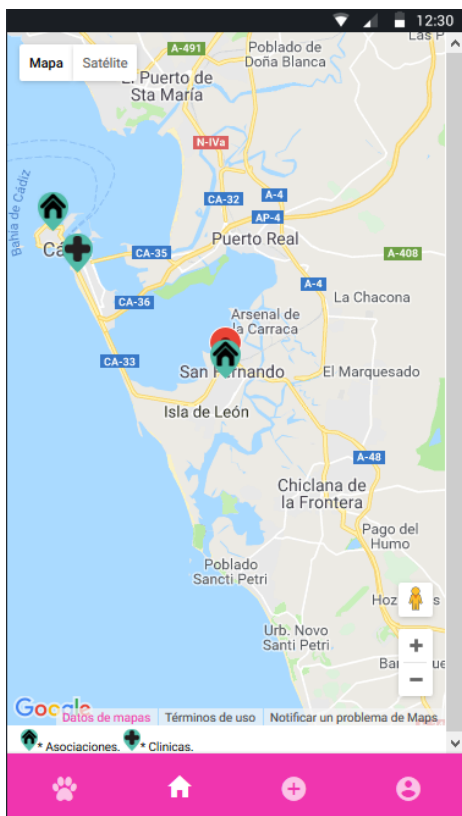 12:30
Las P
Mapa Satélite
A-491
Poblado de
Doña Blanca
El Puerto de
Sta María
N-IVa
CA-32
A-4
AP-4
Bahia de Cádiz
Puerto Real
CA-35
A-408
A-4
CA-36
La Chacona
Arsenal de
la Carraca
CA-33
San Fernando
El Marquesado
Isla de León
A-48
Chiclana de
la Frontera
Pago del
Humo
Poblado
Sancti Petri
Urb. Novo
Santi Petri
Google
Datos de mapas Términos de uso Notificar un problema de Maps
* Asociaciones. * Clinicas.